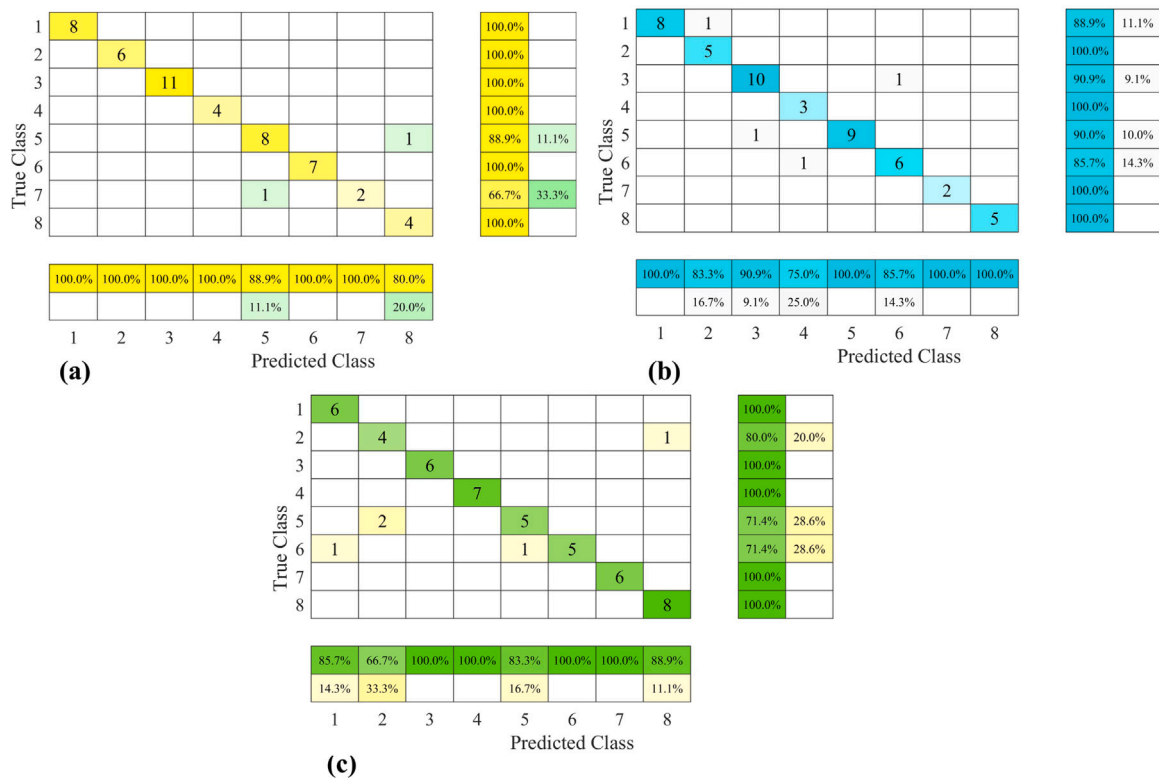 1 8 100.0%
2 6 100.0%
3 11 100.0%
4 4 100.0%
5 8 1 88.9% 11.1%
6 7 100.0%
7 1 2 66.7% 33.3%
8 4 100.0%
True Class
100.0% 100.0% 100.0% 100.0% 88.9% 100.0% 100.0% 80.0%
11.1% 20.0%
1 2 3 4 5 6 7 8
Predicted Class
(a)
1 8 1 88.9% 11.1%
2 5 100.0%
3 10 1 90.9% 9.1%
4 3 100.0%
5 1 9 90.0% 10.0%
6 1 6 85.7% 14.3%
7 2 100.0%
8 5 100.0%
True Class
100.0% 83.3% 90.9% 75.0% 100.0% 85.7% 100.0% 100.0%
16.7% 9.1% 25.0% 14.3%
1 2 3 4 5 6 7 8
Predicted Class
(b)
1 6 100.0%
2 4 1 80.0% 20.0%
3 6 100.0%
4 7 100.0%
5 2 5 71.4% 28.6%
6 1 1 5 71.4% 28.6%
7 6 100.0%
8 8 100.0%
True Class
85.7% 66.7% 100.0% 100.0% 83.3% 100.0% 100.0% 88.9%
14.3% 33.3% 16.7% 11.1%
1 2 3 4 5 6 7 8
Predicted Class
(c)